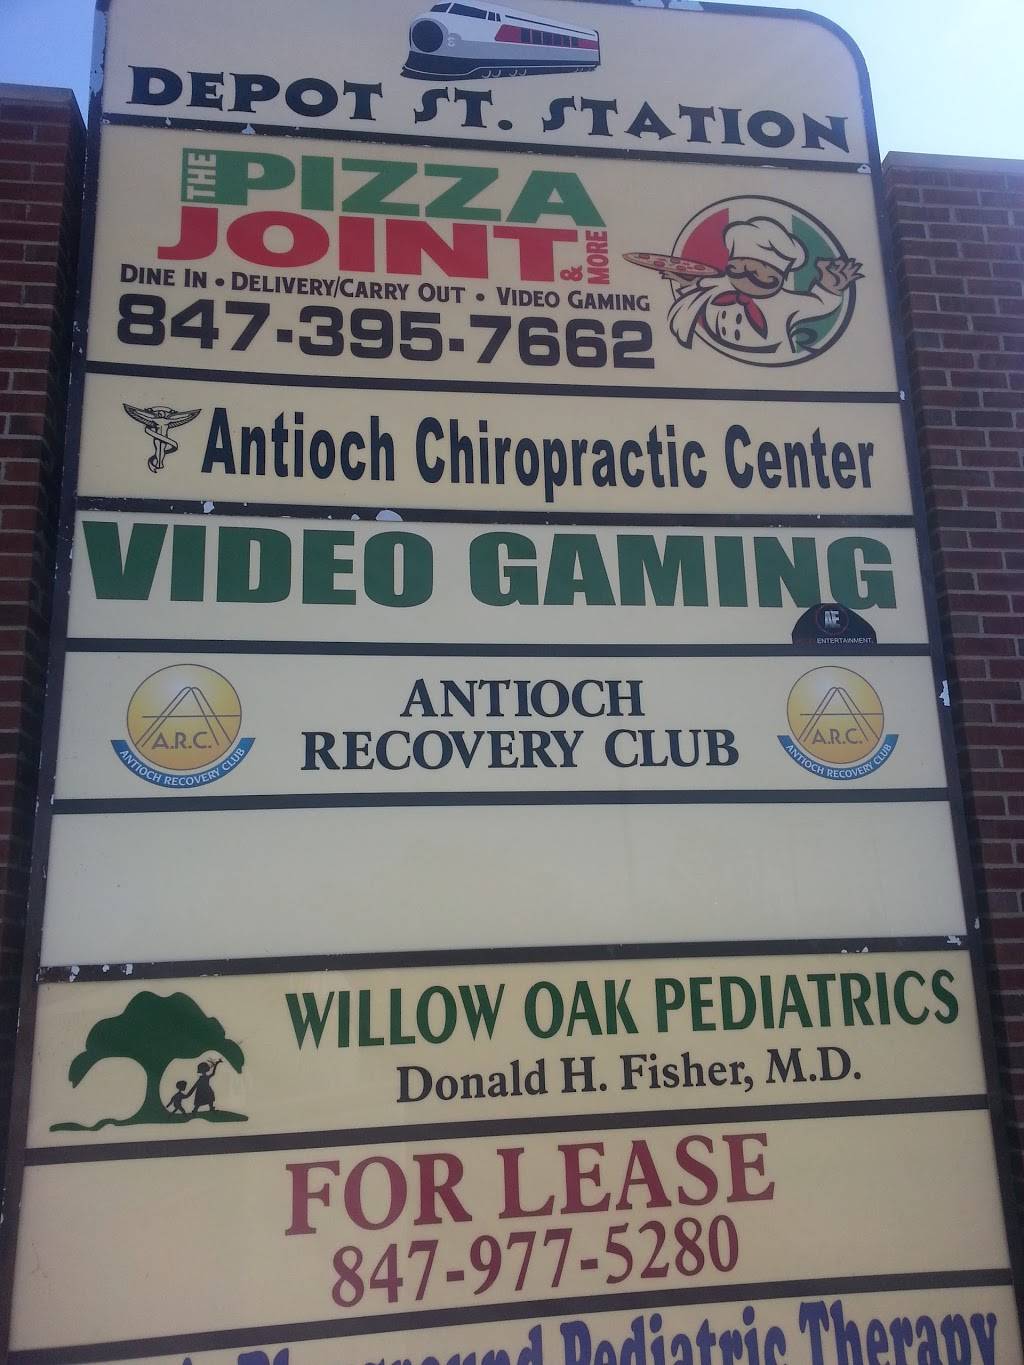 DEPOT ST. STATION
THE PIZZA
JOINT & MORE
DINE IN • DELIVERY/CARRY OUT • VIDEO GAMING
847-395-7662
Antioch Chiropractic Center
VIDEO GAMING
AE
ENTERTAINMENT.
A.R.C.
ANTIOCH RECOVERY CLUB
ANTIOCH
RECOVERY CLUB
A.R.C.
ANTIOCH RECOVERY CLUB
WILLOW OAK PEDIATRICS
Donald H. Fisher, M.D.
FOR LEASE
847-977-5280
Playground Pediatric Therapy